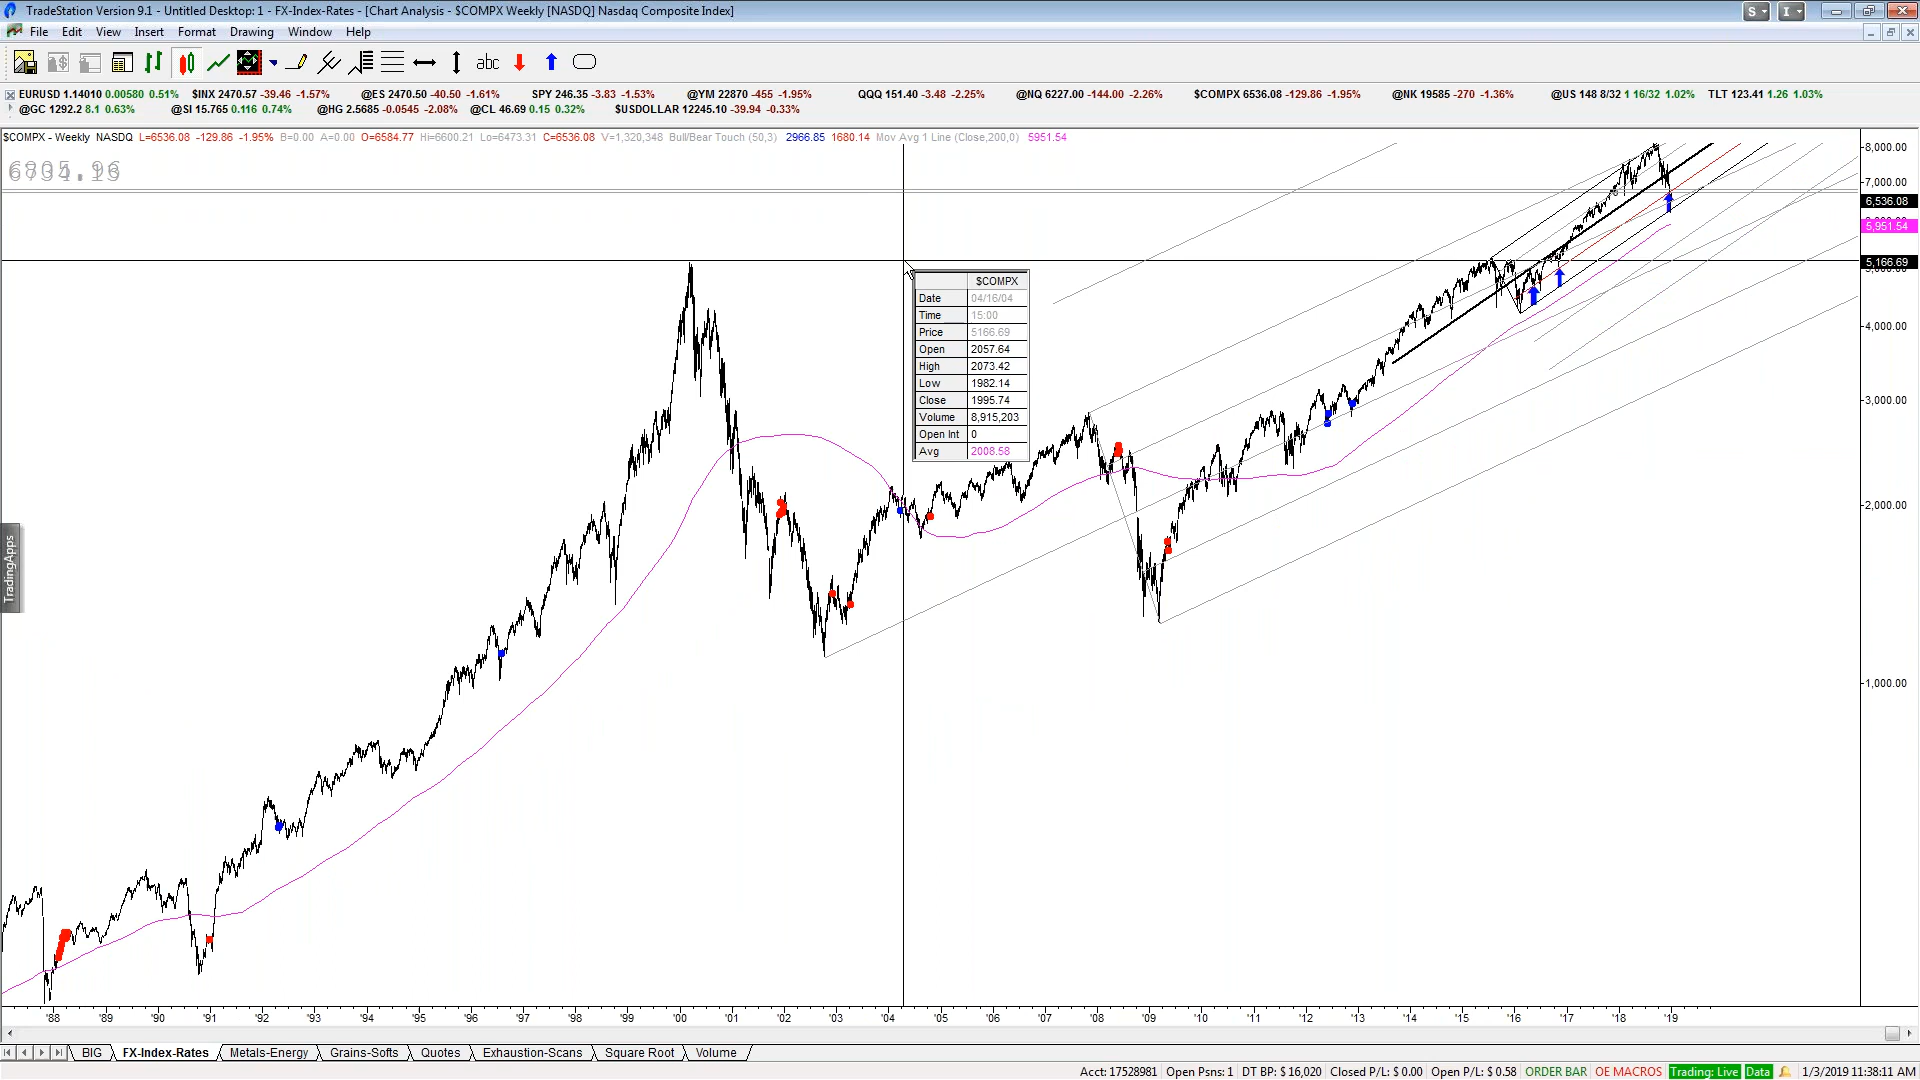 TradeStation Version 9.1 - Untitled Desktop: 1 - FX-Index-Rates - [Chart Analysis - $COMPX Weekly [NASDQ] Nasdaq Composite Index]
S I
File Edit View Insert Format Drawing Window Help
abc
EURUSD 1.14010 0.00580 0.51% $INX 2470.57 -39.46 -1.57% @ES 2470.50 -40.50 -1.61% SPY 246.35 -3.83 -1.53% @YM 22870 -455 -1.95% QQQ 151.40 -3.48 -2.25% @NQ 6227.00 -144.00 -2.26% $COMPX 6536.08 -129.86 -1.95% @NK 19585 -270 -1.36% @US 148 8/32 1 16/32 1.02% TLT 123.41 1.26 1.03%
@GC 1292.2 8.1 0.63% @SI 15.765 0.116 0.74% @HG 2.5685 -0.0545 -2.08% @CL 46.69 0.15 0.32% $USDOLLAR 12245.10 -39.94 -0.33%
$COMPX - Weekly NASDQ L=6536.08 -129.86 -1.95% B=0.00 A=0.00 O=6584.77 Hi=6600.21 Lo=6473.31 C=6536.08 V=1,320,348 Bull/Bear Touch (50,3) 2966.85 1680.14 Mov Avg 1 Line (Close,200,0) 5951.54
8,000.00
7,000.00
6,536.08
5,951.54
5,166.69
4,000.00
3,000.00
2,000.00
1,000.00
$COMPX
Date 04/16/04
Time 15:00
Price 5166.69
Open 2057.64
High 2073.42
Low 1982.14
Close 1995.74
Volume 8,915,203
Open Int 0
Avg 2008.58
TradingApps
'88 '89 '90 '91 '92 '93 '94 '95 '96 '97 '98 '99 '00 '01 '02 '03 '04 '05 '06 '07 '08 '09 '10 '11 '12 '13 '14 '15 '16 '17 '18 '19
BIG FX-Index-Rates Metals-Energy Grains-Softs Quotes Exhaustion-Scans Square Root Volume
Acct: 17528981 Open Psns: 1 DT BP: $16,020 Closed P/L: $ 0.00 Open P/L: $ 0.58 ORDER BAR OE MACROS Trading: Live Data 1/3/2019 11:38:11 AM